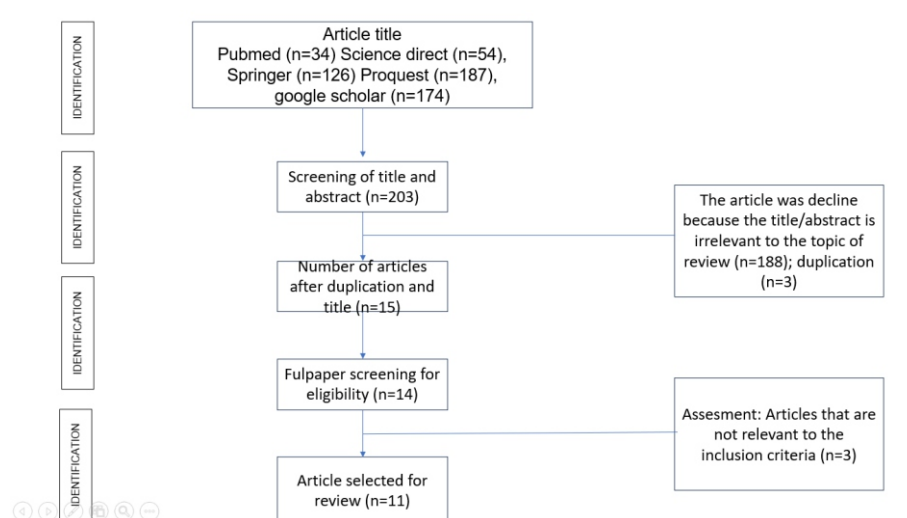 IDENTIFICATION
Article title
Pubmed (n=34) Science direct (n=54),
Springer (n=126) Proquest (n=187),
google scholar (n=174)
IDENTIFICATION
Screening of title and
abstract (n=203)
The article was decline
because the title/abstract is
irrelevant to the topic of
review (n=188); duplication
(n=3)
IDENTIFICATION
Number of articles
after duplication and
title (n=15)
Fulpaper screening for
eligibility (n=14)
IDENTIFICATION
Assesment: Articles that are
not relevant to the
inclusion criteria (n=3)
Article selected for
review (n=11)